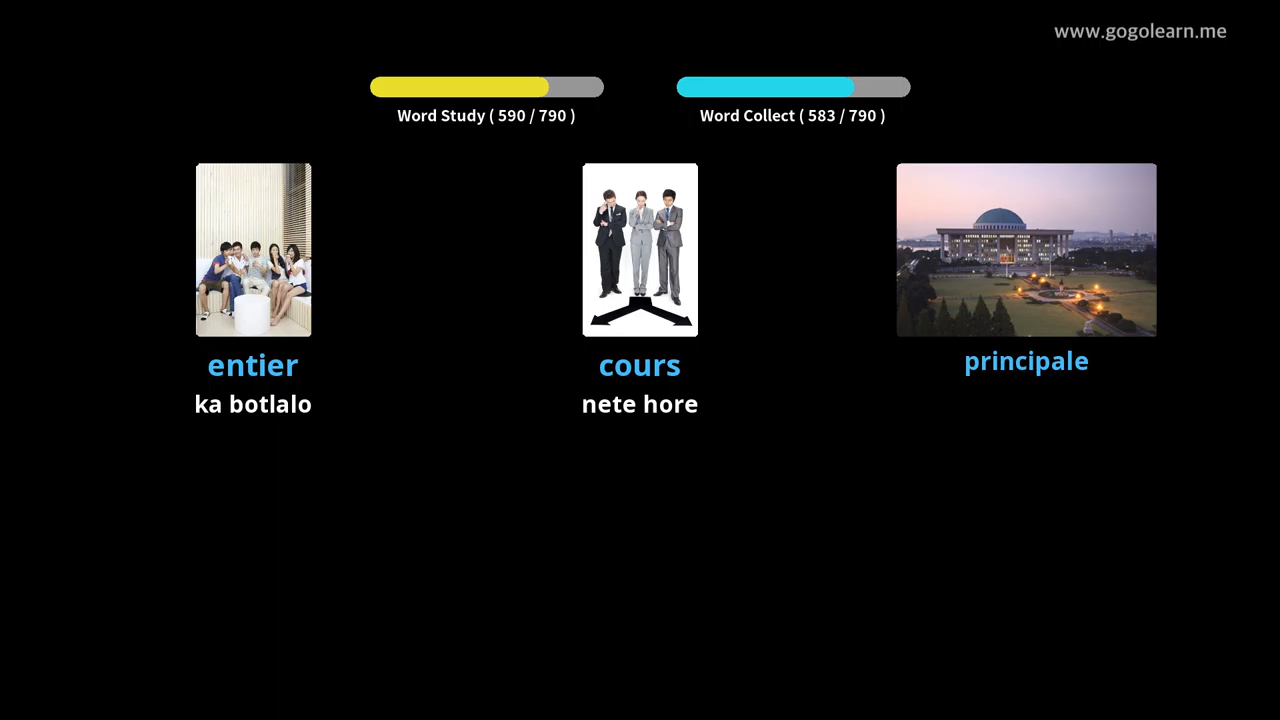 www.gogolearn.me
Word Study ( 590 / 790 )
Word Collect ( 583 / 790 )
entier
ka botlalo
cours
nete hore
principale